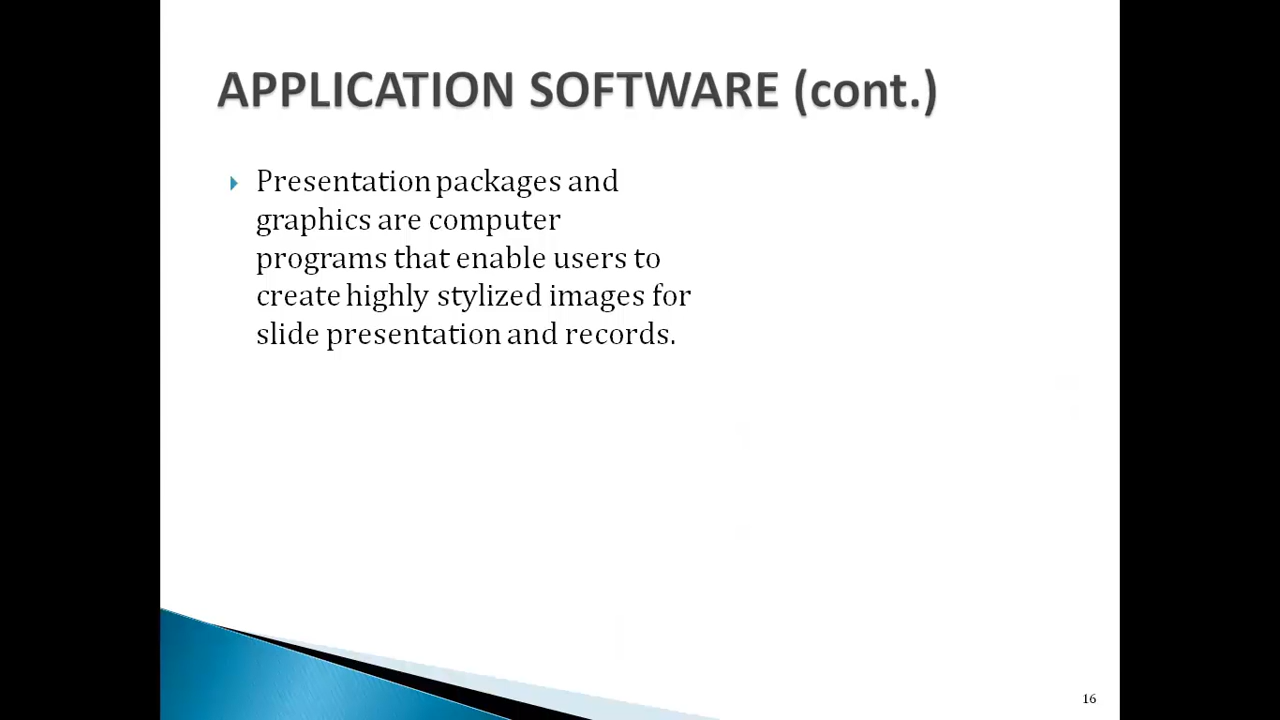 APPLICATION SOFTWARE (cont.)
Presentation packages and
graphics are computer
programs that enable users to
create highly stylized images for
slide presentation and records.
16